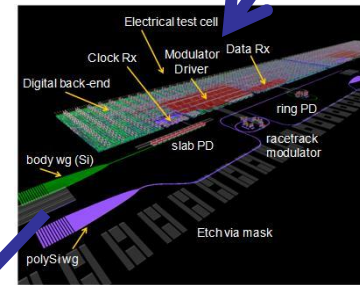 Electrical test cell
Clock Rx
Modulator
Driver
Data Rx
Digital back-end
ring PD
slab PD
racetrack
modulator
body wg (Si)
Etch via mask
polySi wg